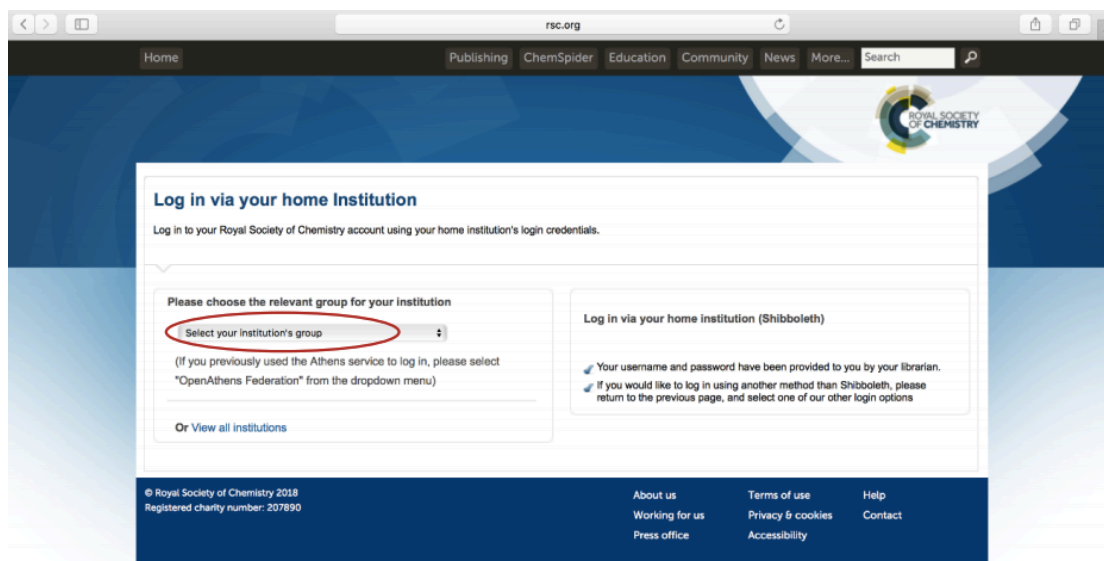 rsc.org
Home
Publishing ChemSpider Education Community News More... Search
ROYAL SOCIETY
OF CHEMISTRY
Log in via your home Institution
Log in to your Royal Society of Chemistry account using your home institution's login credentials.
Please choose the relevant group for your institution
Select your institution's group
(If you previously used the Athens service to log in, please select
"OpenAthens Federation" from the dropdown menu)
Or View all institutions
Log in via your home institution (Shibboleth)
Your username and password have been provided to you by your librarian.
If you would like to log in using another method than Shibboleth, please
return to the previous page, and select one of our other login options
© Royal Society of Chemistry 2018
Registered charity number: 207890
About us
Working for us
Press office
Terms of use
Privacy & cookies
Accessibility
Help
Contact